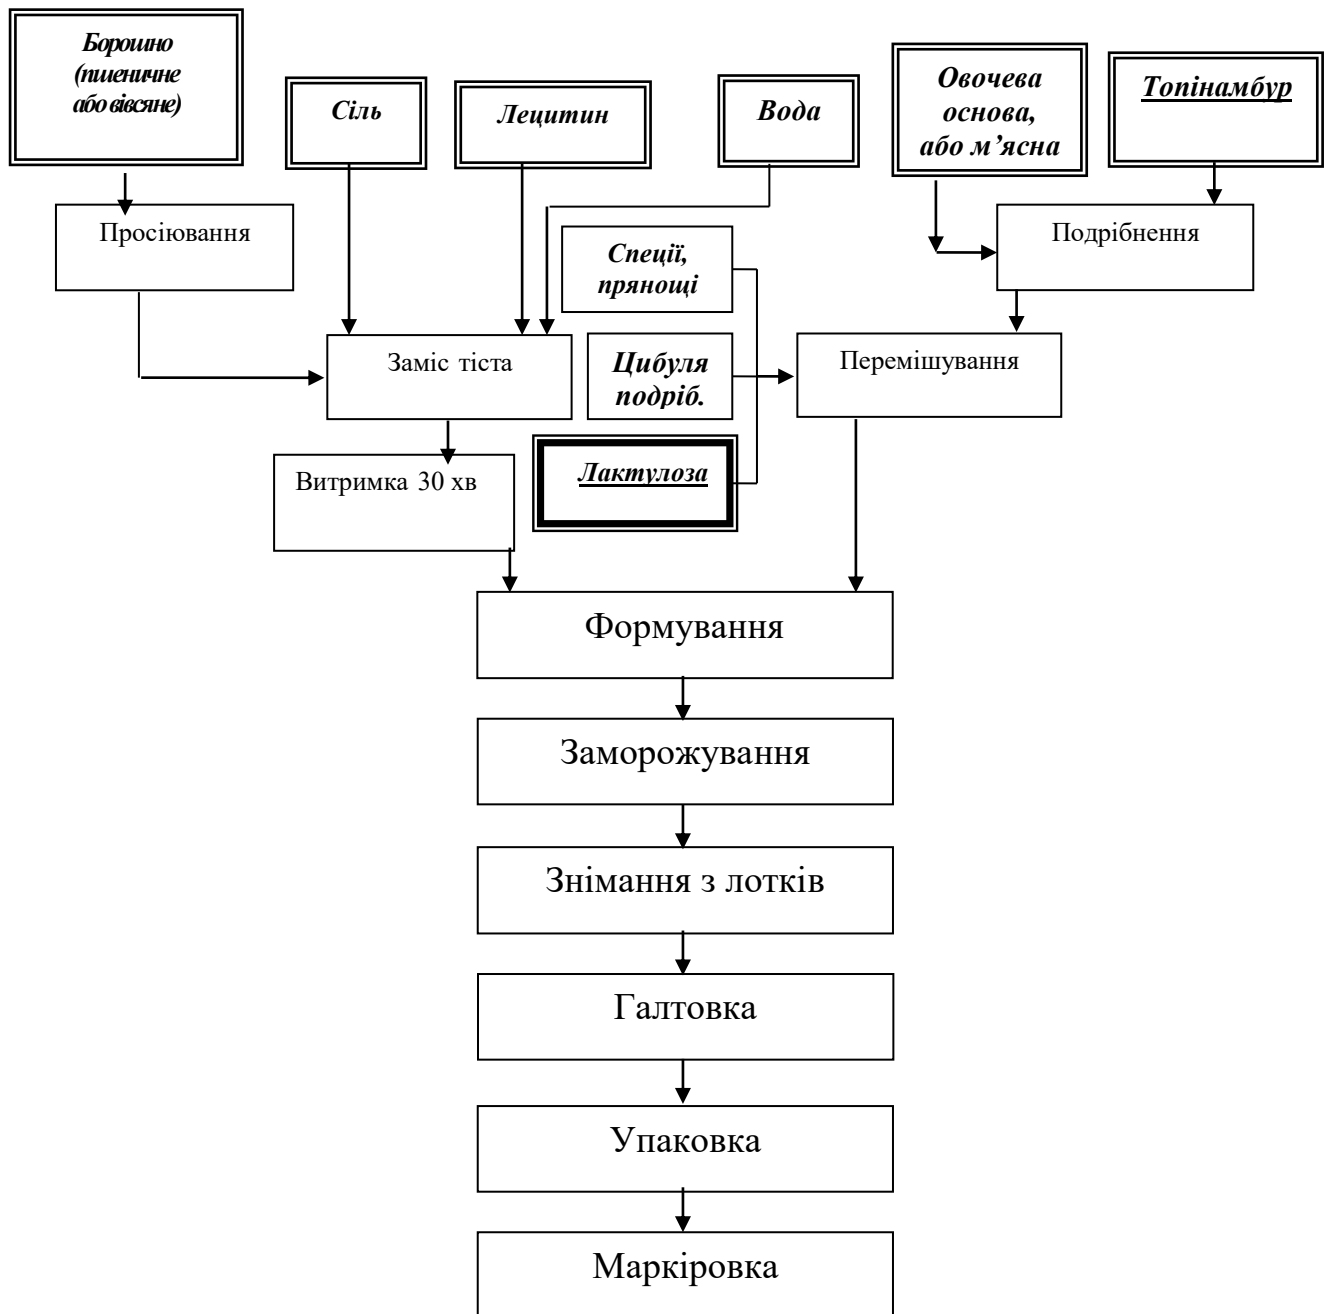 Борошно
(пшеничне
або вівсяне)
Сіль
Лецитин
Вода
Овочева
основа,
або м’ясна
Топінамбур
Просіювання
Спеції,
прянощі
Подрібнення
Заміс тіста
Цибуля
подріб.
Перемішування
Витримка 30 хв
Лактулоза
Формування
Заморожування
Знімання з лотків
Галтовка
Упаковка
Маркіровка